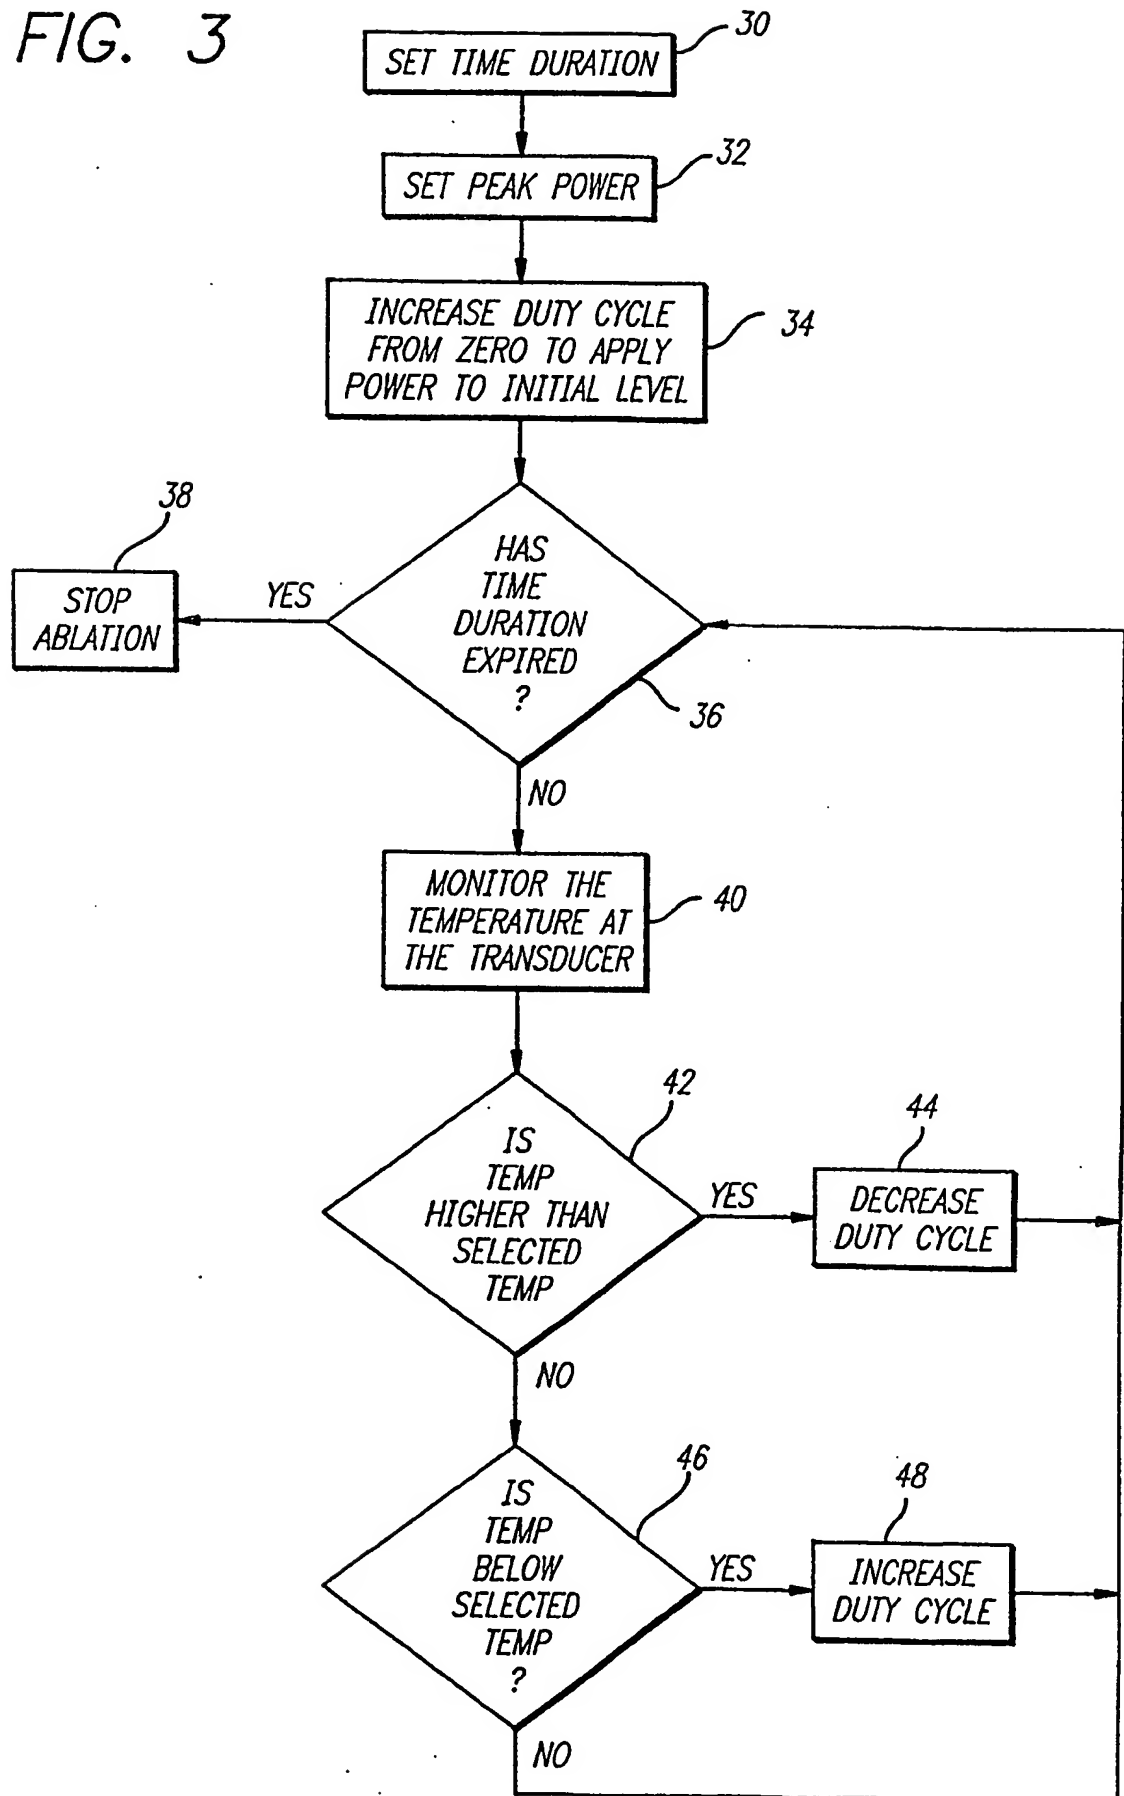 FIG. 3
30
SET TIME DURATION
32
SET PEAK POWER
34
INCREASE DUTY CYCLE
FROM ZERO TO APPLY
POWER TO INITIAL LEVEL
38
STOP
ABLATION
YES
HAS
TIME
DURATION
EXPIRED
?
36
NO
MONITOR THE
TEMPERATURE AT
THE TRANSDUCER
40
42
IS
TEMP
HIGHER THAN
SELECTED
TEMP
YES
44
DECREASE
DUTY CYCLE
NO
46
IS
TEMP
BELOW
SELECTED
TEMP
?
YES
48
INCREASE
DUTY CYCLE
NO